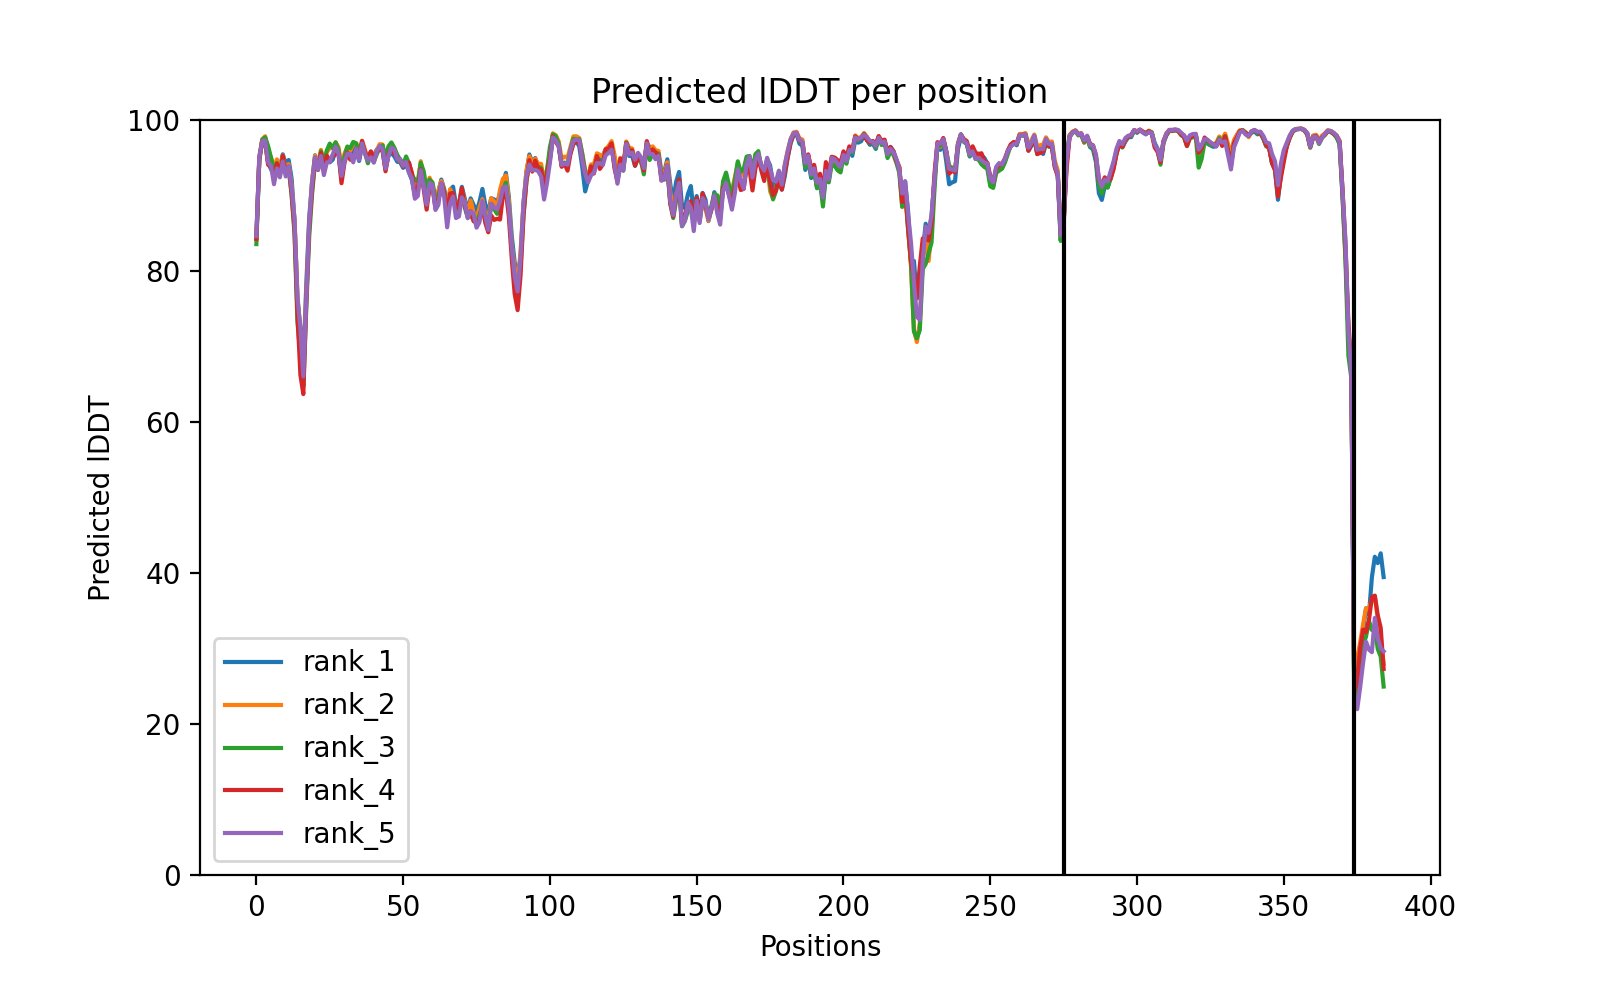 Predicted lDDT per position
100
80
60
40
20
0
Predicted lDDT
rank_1
rank_2
rank_3
rank_4
rank_5
0 50 100 150 200 250 300 350 400
Positions